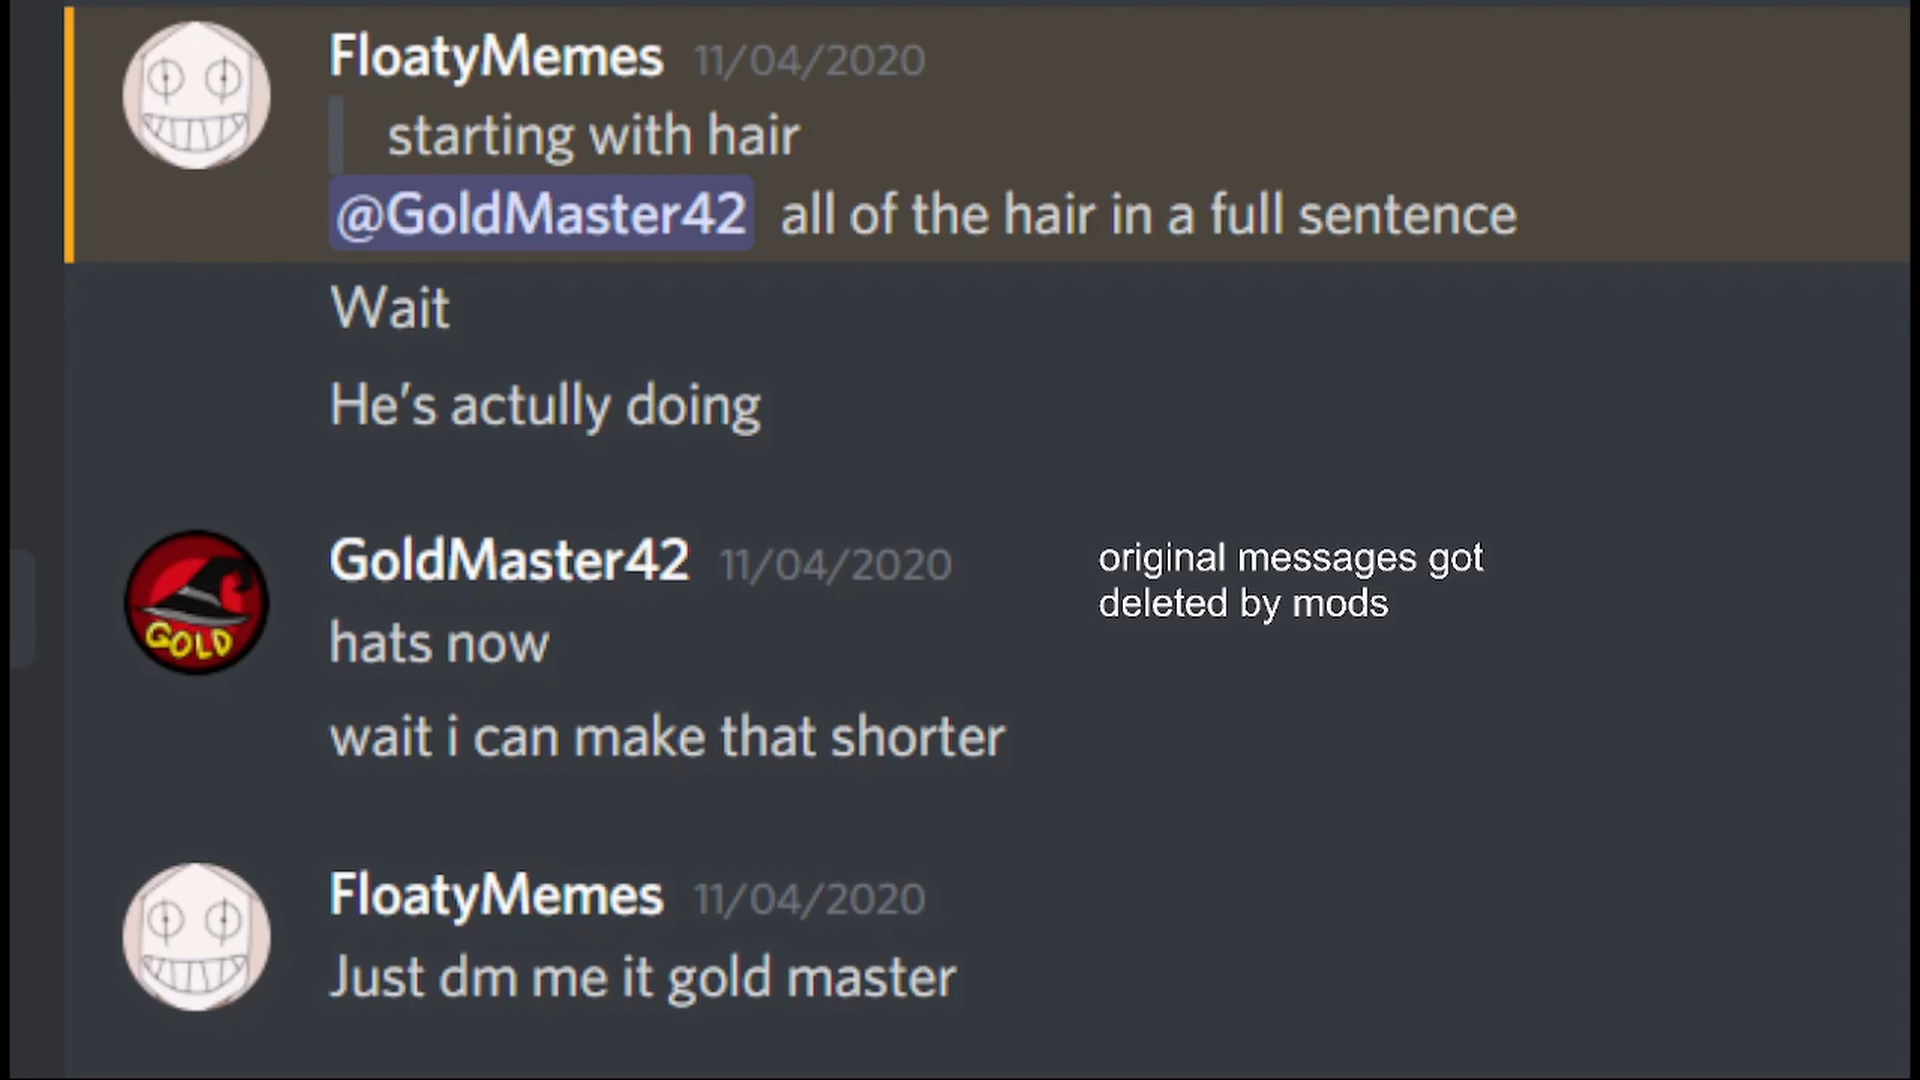 FloatyMemes 11/04/2020
starting with hair
@GoldMaster42 all of the hair in a full sentence
Wait
He's actully doing
GoldMaster42 11/04/2020
original messages got
deleted by mods
GOLD
hats now
wait i can make that shorter
FloatyMemes 11/04/2020
Just dm me it gold master